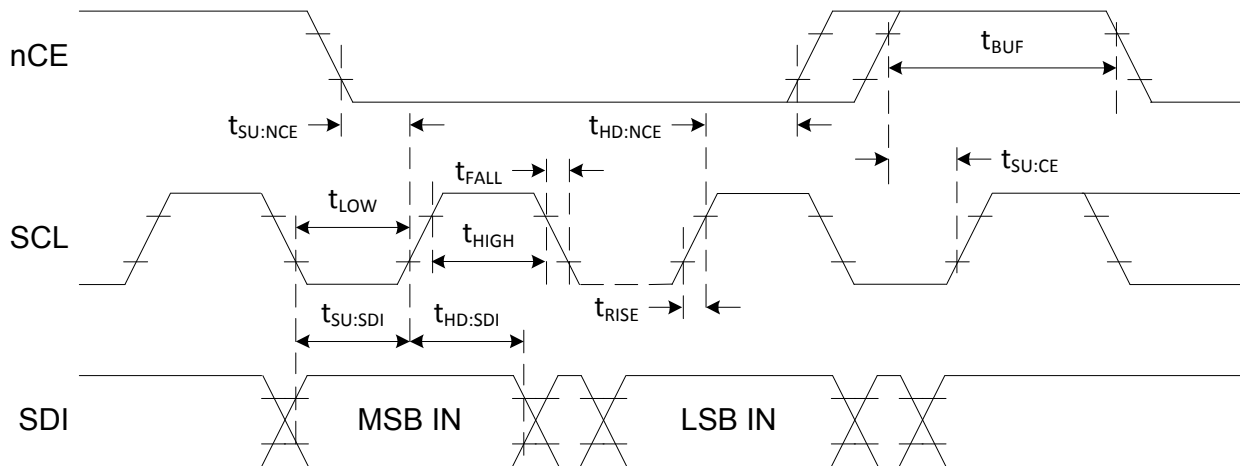 nCE
tBUF
tSU:NCE
tHD:NCE
tSU:CE
tFALL
tLOW
SCL
tHIGH
tRISE
tSU:SDI
tHD:SDI
SDI
MSB IN
LSB IN